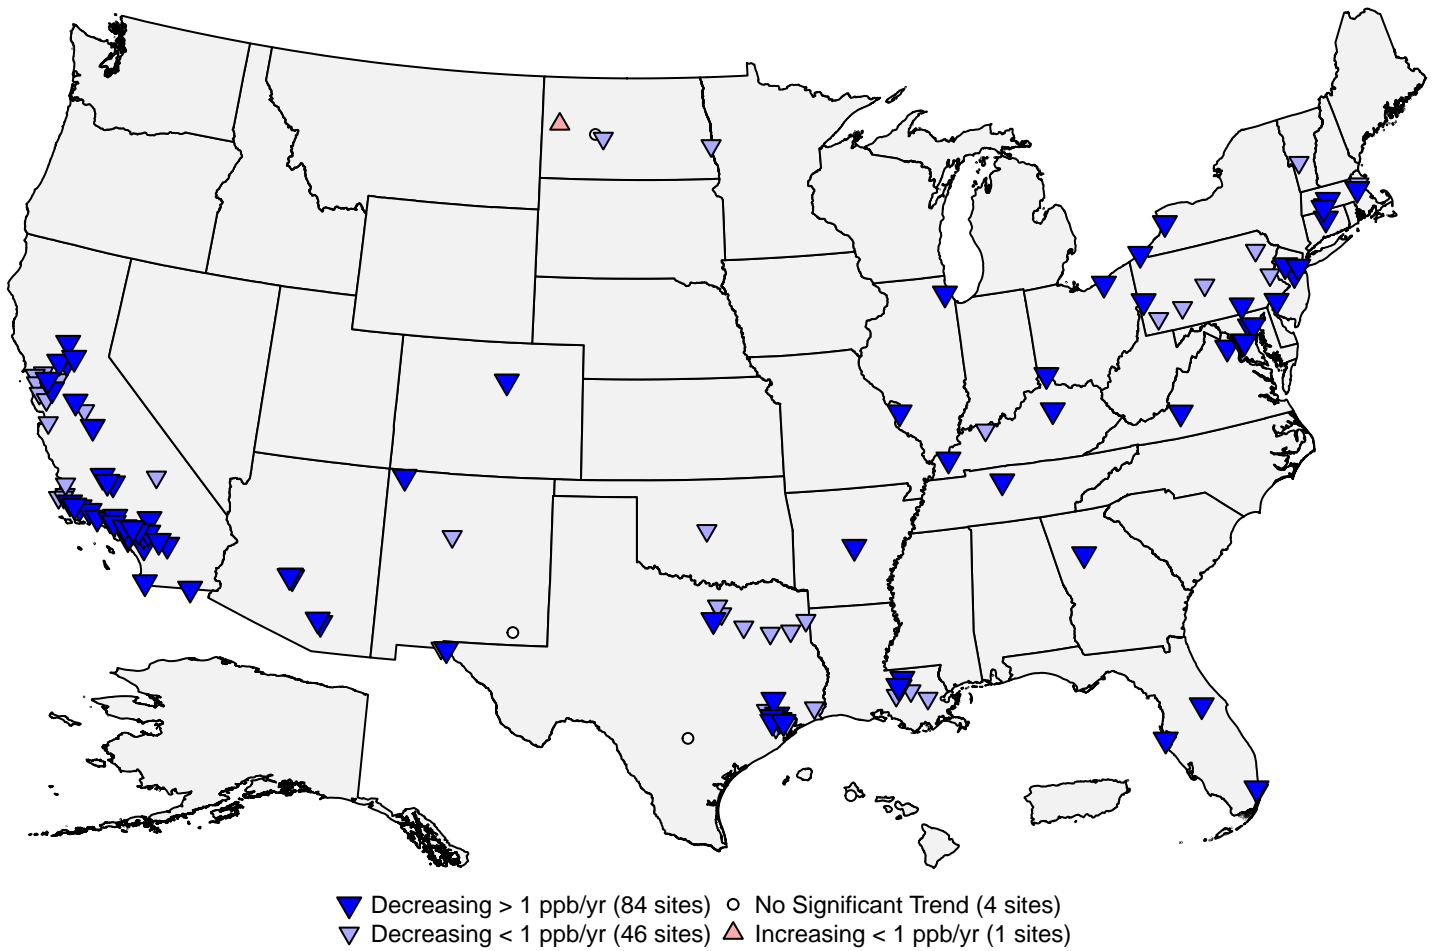 Decreasing > 1 ppb/yr (84 sites)
No Significant Trend (4 sites)
Decreasing < 1 ppb/yr (46 sites)
Increasing < 1 ppb/yr (1 sites)